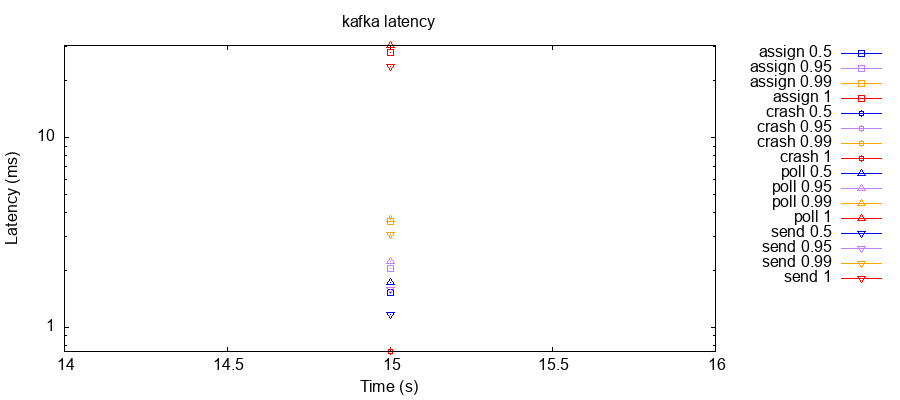 kafka latency
Latency (ms)
10
1
14
14.5
15
15.5
16
Time (s)
assign 0.5
assign 0.95
assign 0.99
assign 1
crash 0.5
crash 0.95
crash 0.99
crash 1
poll 0.5
poll 0.95
poll 0.99
poll 1
send 0.5
send 0.95
send 0.99
send 1